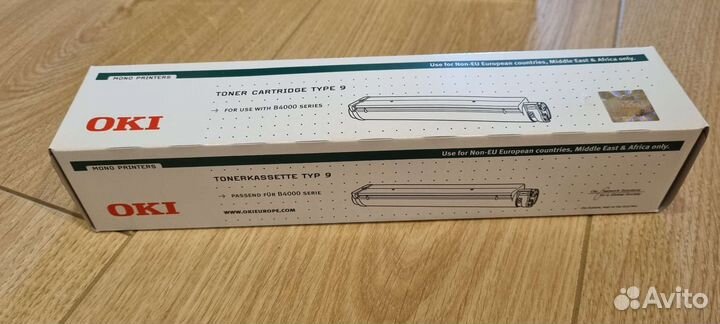 Use for Non-EU European countries, Middle East & Africa only.
MONO PRINTERS
TONER CARTRIDGE TYPE 9
FOR USE WITH B4000 SERIES
OKI
Use for Non-EU European countries, Middle East & Africa only.
MONO PRINTERS
TONERKASSETTE TYP 9
PASSEND FÜR B4000 SERIE
OKI
WWW.OKIEUROPE.COM
Avito